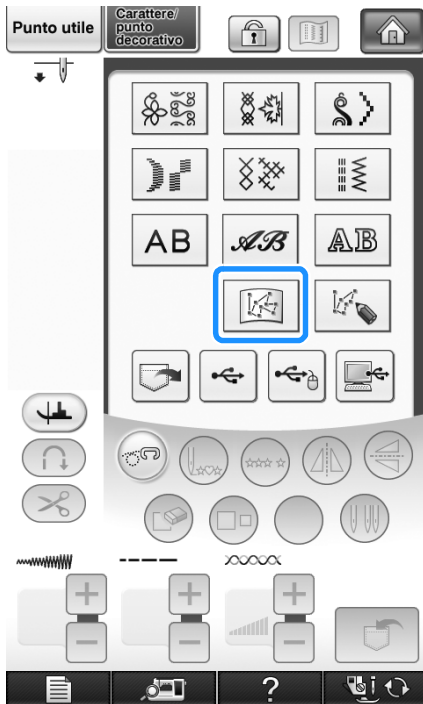 Punto utile
Carattere/
punto
decorativo
AB
AB
AB
?